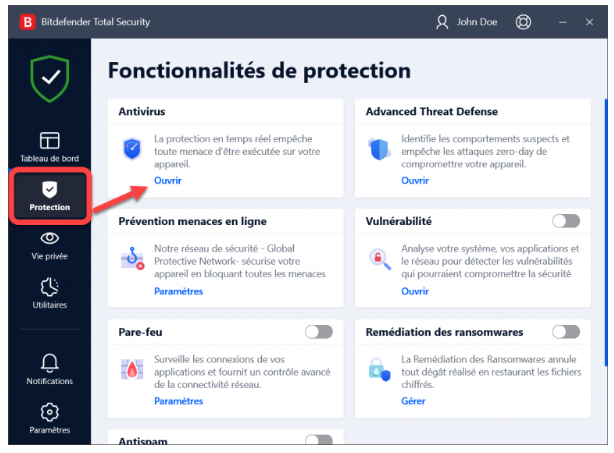 B Bitdefender Total Security
John Doe
Fonctionnalités de protection
Tableau de bord
Protection
Vie privée
Utilitaires
Notifications
Paramètres
Antivirus
La protection en temps réel empêche
toute menace d'être exécutée sur votre
appareil.
Ouvrir
Advanced Threat Defense
Identifie les comportements suspects et
empêche les attaques zero-day de
compromettre votre appareil.
Ouvrir
Prévention menaces en ligne
Notre réseau de sécurité - Global
Protective Network- sécurise votre
appareil en bloquant toutes les menaces
Paramètres
Vulnérabilité
Analyse votre système, vos applications et
le réseau pour détecter les vulnérabilités
qui pourraient compromettre la sécurité
Ouvrir
Pare-feu
Surveille les connexions de vos
applications et fournit un contrôle avancé
de la connectivité réseau.
Paramètres
Remédiation des ransomwares
La Remédiation des Ransomwares annule
tout dégât réalisé en restaurant les fichiers
chiffrés.
Gérer
Antispam